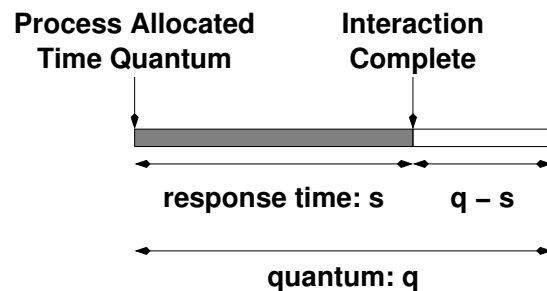 Process Allocated
Time Quantum
Interaction
Complete
response time: s
q – s
quantum: q